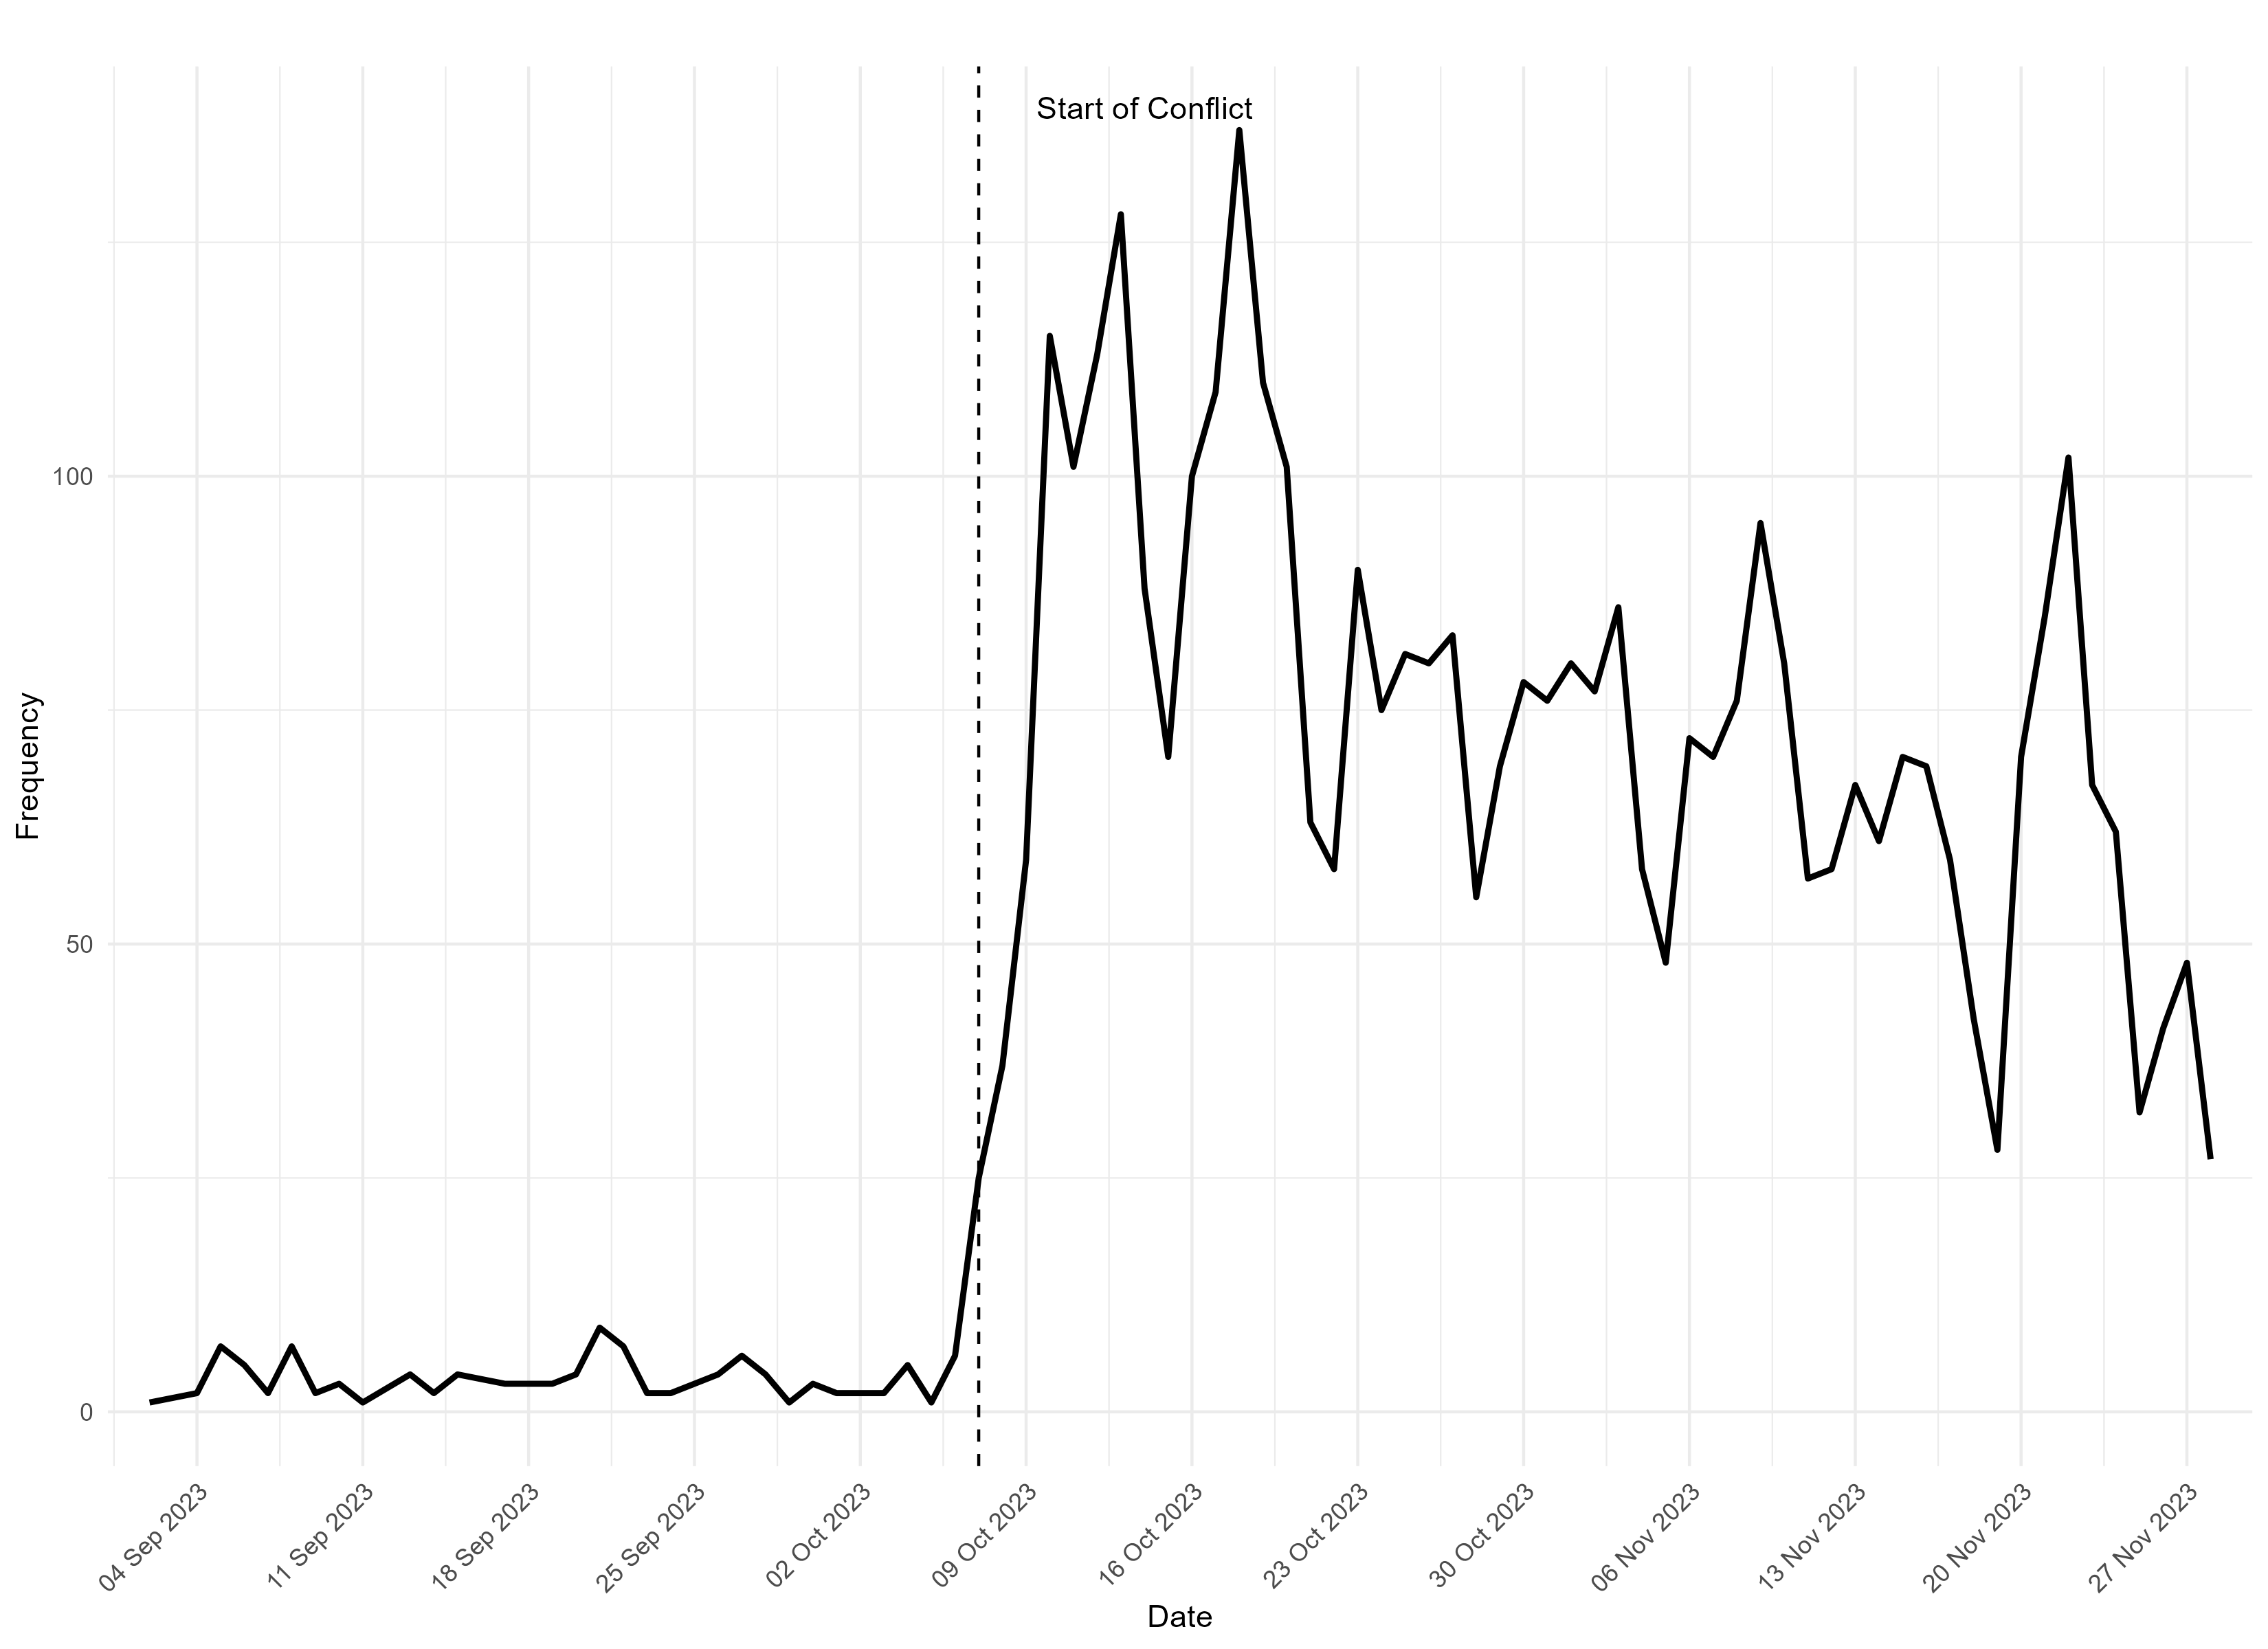 Start of Conflict
Frequency
100
50
0
04 Sep 2023
11 Sep 2023
18 Sep 2023
25 Sep 2023
02 Oct 2023
09 Oct 2023
16 Oct 2023
23 Oct 2023
30 Oct 2023
06 Nov 2023
13 Nov 2023
20 Nov 2023
27 Nov 2023
Date